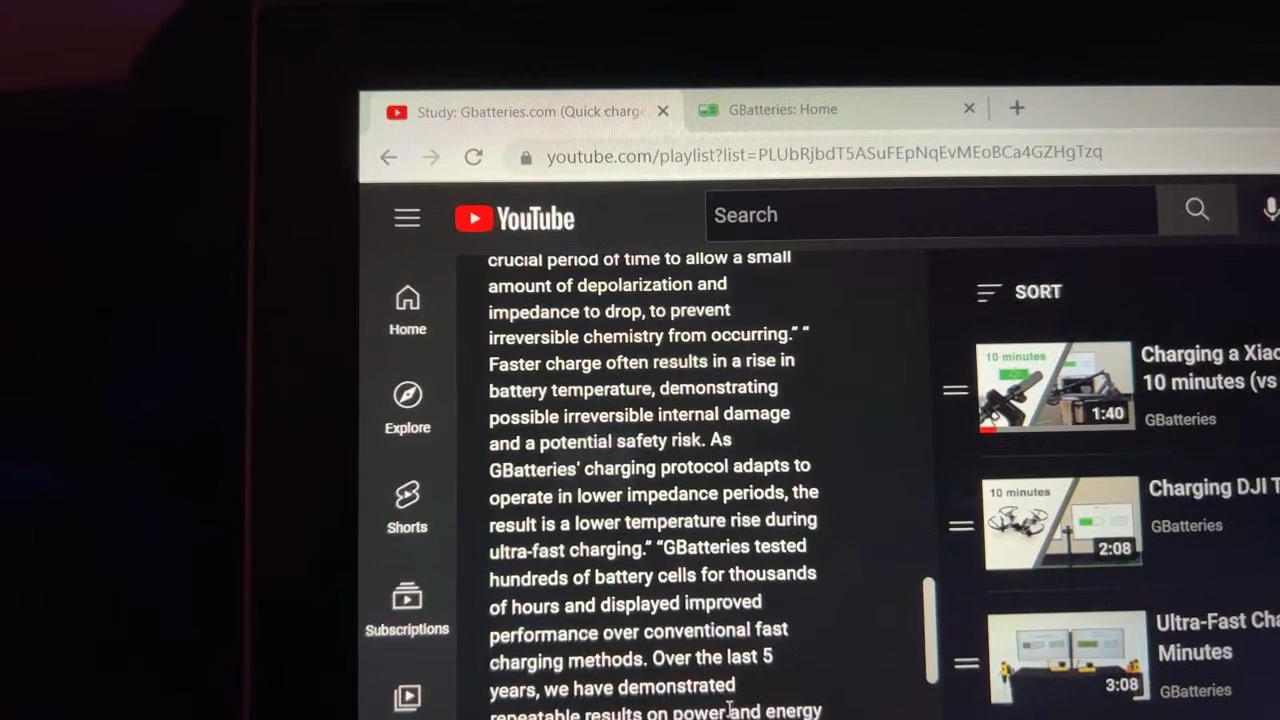 Study: Gbatteries.com (Quick charg
GBatteries: Home
youtube.com/playlist?list=PLUbRjbdT5ASuFEpNqEvMEoBCa4GZHgTzq
YouTube
Search
Home
Explore
Shorts
Subscriptions
crucial period of time to allow a small
amount of depolarization and
impedance to drop, to prevent
irreversible chemistry from occurring.” “
Faster charge often results in a rise in
battery temperature, demonstrating
possible irreversible internal damage
and a potential safety risk. As
GBatteries' charging protocol adapts to
operate in lower impedance periods, the
result is a lower temperature rise during
ultra-fast charging.” “GBatteries tested
hundreds of battery cells for thousands
of hours and displayed improved
performance over conventional fast
charging methods. Over the last 5
years, we have demonstrated
repeatable results on power and energy
SORT
10 minutes
1:40
Charging a Xiao
10 minutes (vs
GBatteries
10 minutes
2:08
Charging DJI T
GBatteries
3:08
Ultra-Fast Cha
Minutes
GBatteries